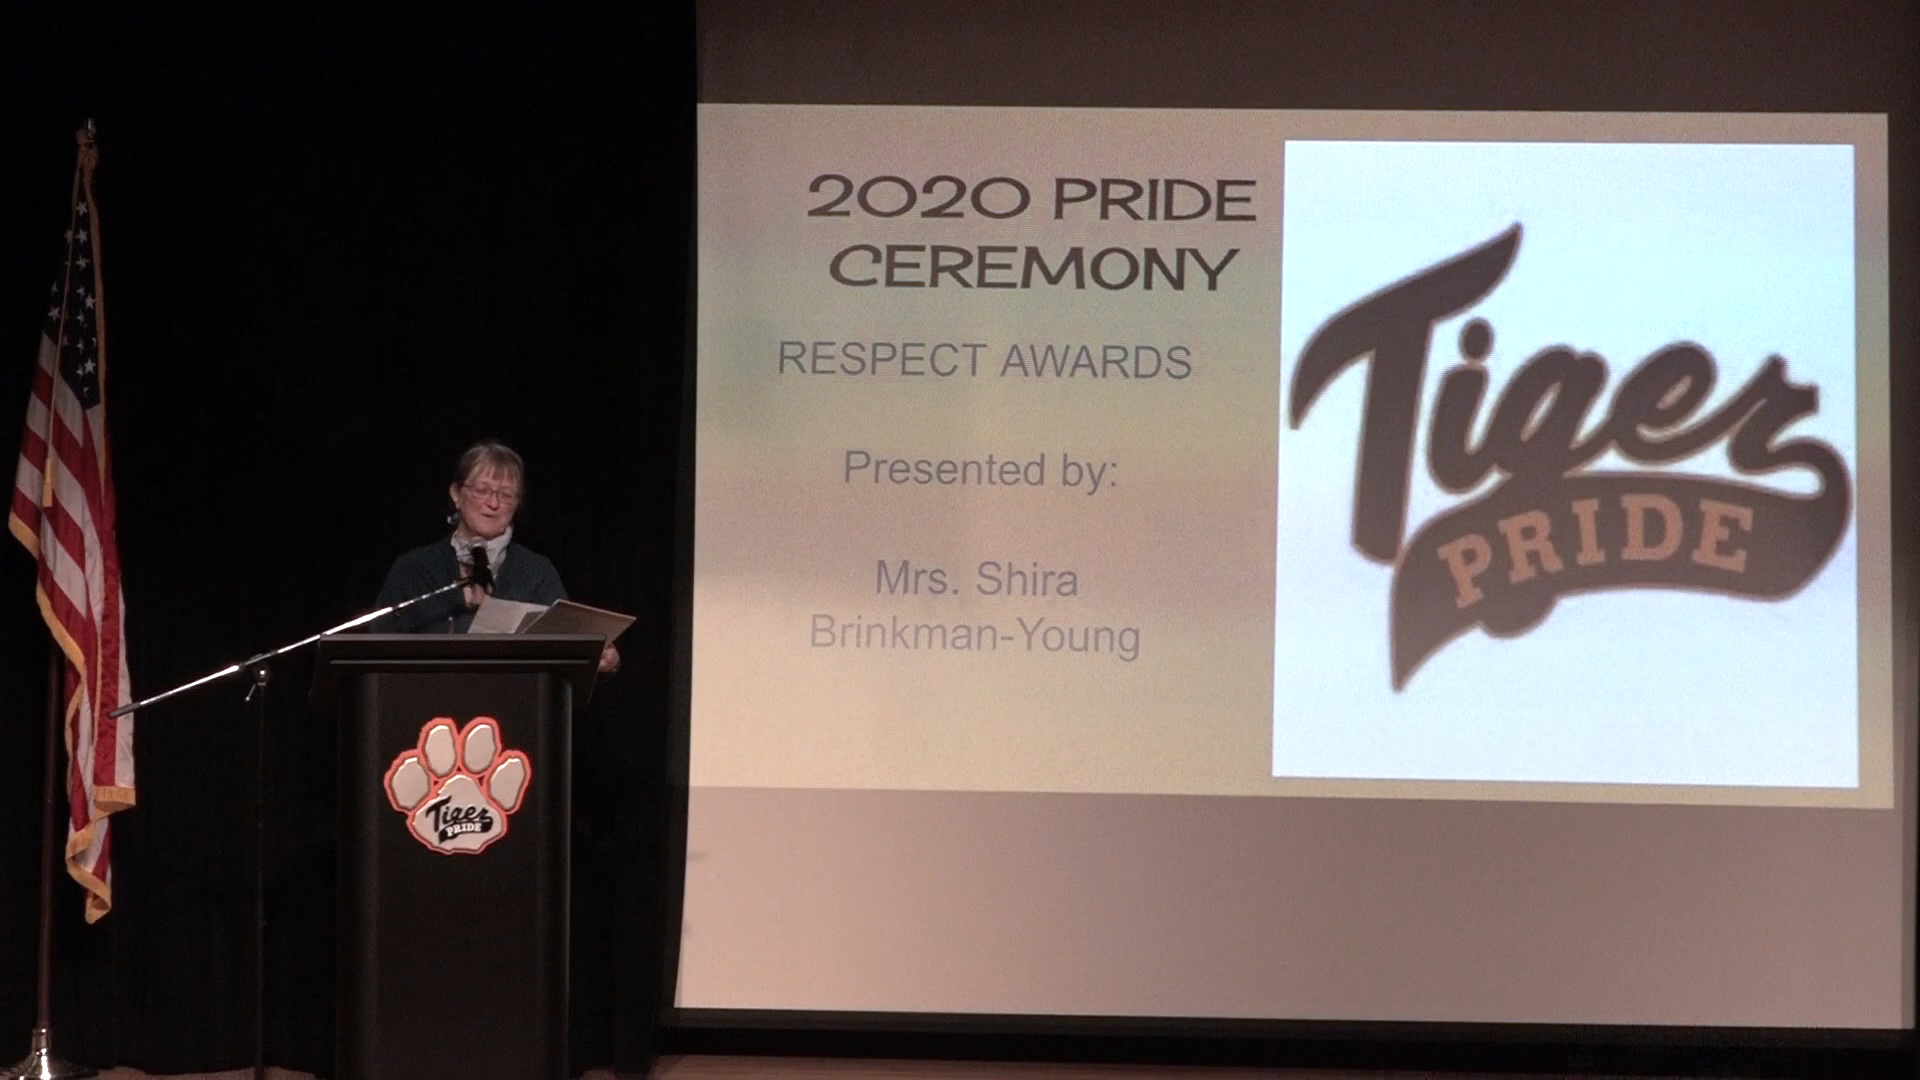 2020 PRIDE
CEREMONY
RESPECT AWARDS
Presented by:
Mrs. Shira
Brinkman-Young
Tiger
PRIDE
Tiger
PRIDE